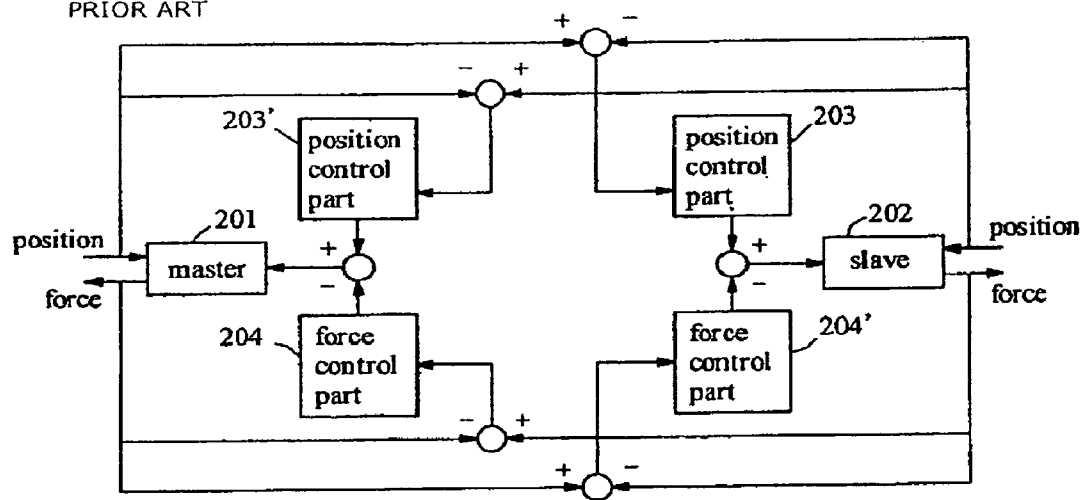 PRIOR ART
+ −
− +
203'
position
control
part
203
position
control
part
201
202
position
master
force
+
−
+
−
slave
position
force
204
force
control
part
204'
force
control
part
− +
+ −